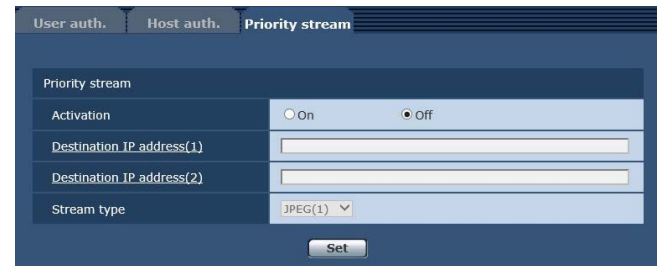 User auth. Host auth. Priority stream
Priority stream
Activation On Off
Destination IP address(1)
Destination IP address(2)
Stream type JPEG(1)
Set